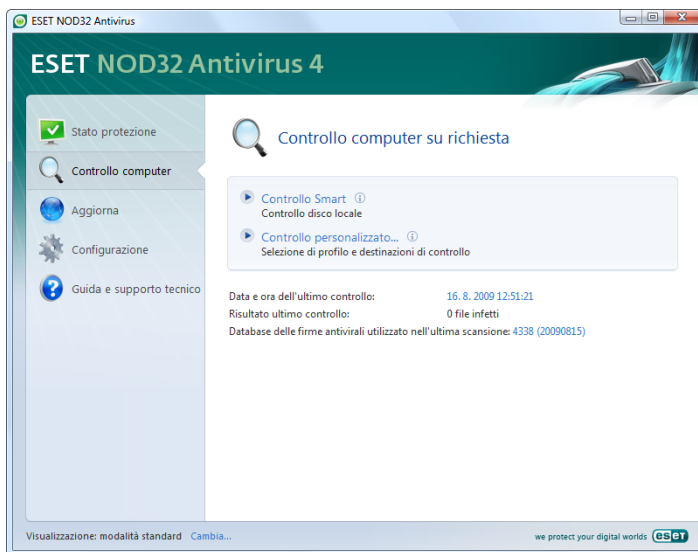 ESET NOD32 Antivirus
ESET NOD32 Antivirus 4
Stato protezione
Controllo computer
Aggiorna
Configurazione
Guida e supporto tecnico
Controllo computer su richiesta
Controllo Smart
Controllo disco locale
Controllo personalizzato...
Selezione di profilo e destinazioni di controllo
Data e ora dell'ultimo controllo: 16. 8. 2009 12:51:21
Risultato ultimo controllo: 0 file infetti
Database delle firme antivirali utilizzato nell'ultima scansione: 4338 (20090815)
Visualizzazione: modalità standard Cambia...
we protect your digital worlds eset